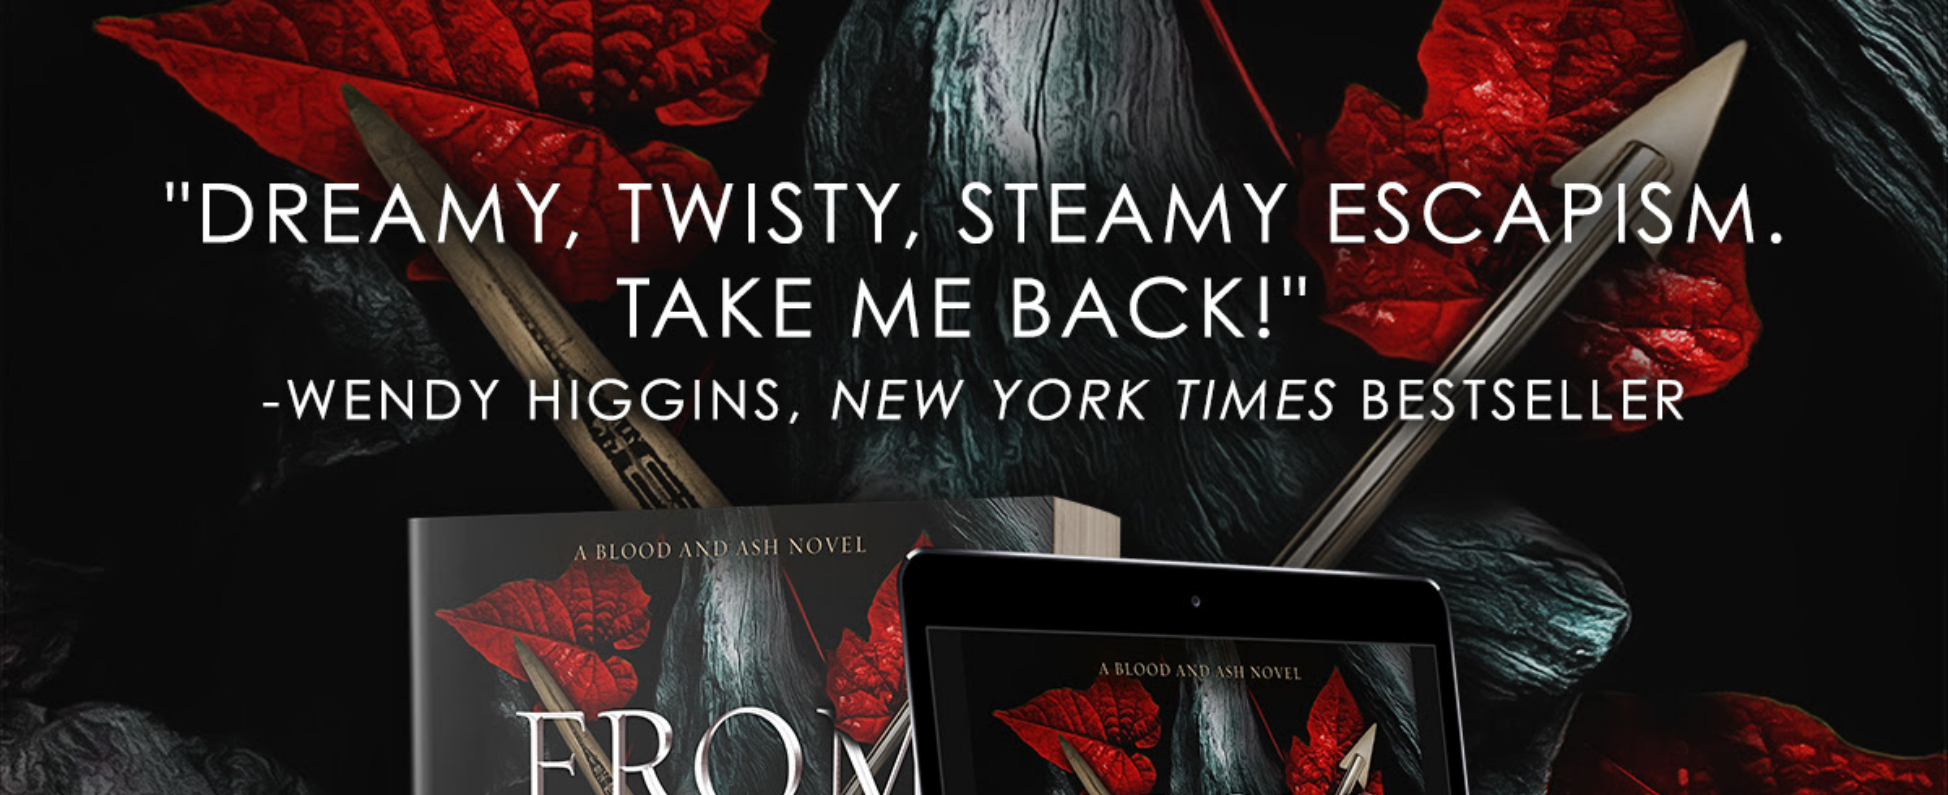 "DREAMY, TWISTY, STEAMY ESCAPISM.
TAKE ME BACK!"
-WENDY HIGGINS, NEW YORK TIMES BESTSELLER
A BLOOD AND ASH NOVEL
FROM
A BLOOD AND ASH NOVEL